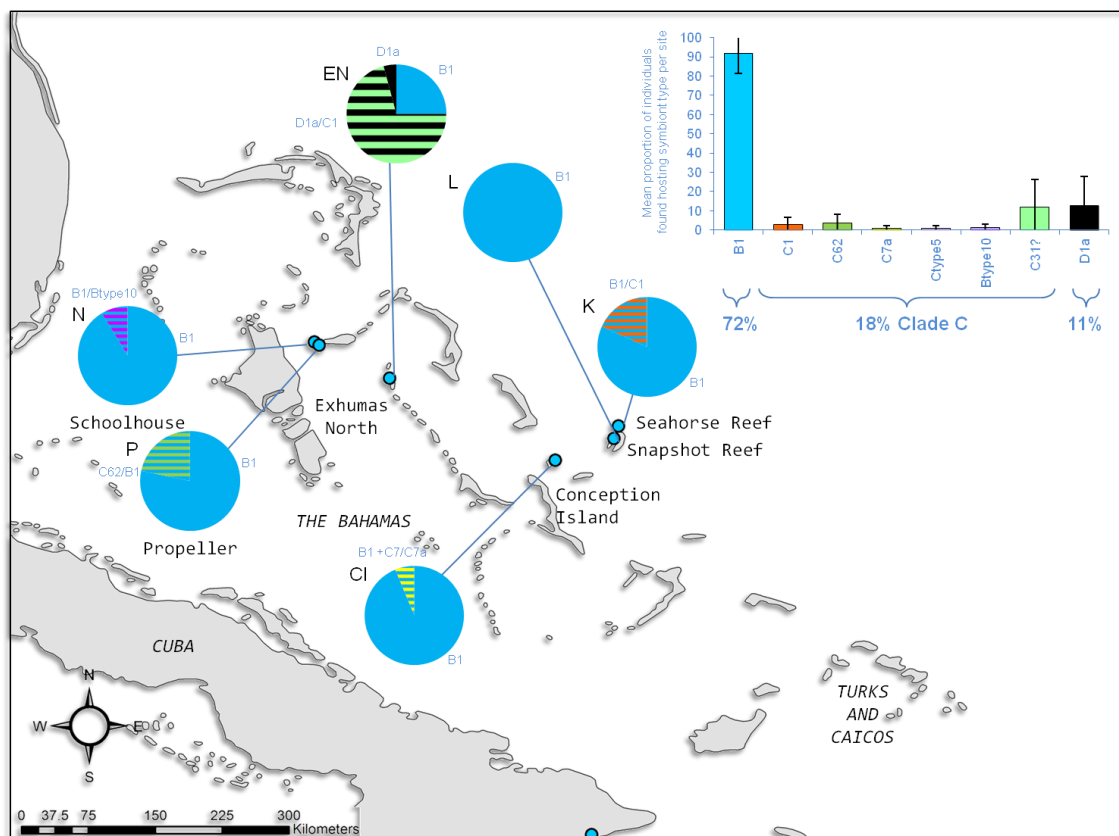 D1a
EN
B1
D1a/C1
L
B1
B1/C1
K
B1
B1/Btype10
N
B1
Schoolhouse
P
C62/B1
B1
Propeller
Exhumas
North
Seahorse Reef
Snapshot Reef
Conception
Island
THE BAHAMAS
B1 +C7/C7a
CI
B1
CUBA
TURKS
AND
CAICOS
N
W
E
S
0 37.5 75 150 225 300
Kilometers
Mean proportion of individuals
found hosting symbiont type per site
100
90
80
70
60
50
40
30
20
10
0
B1
C1
C62
C7a
Ctype5
Btype10
C31?
D1a
72%
18% Clade C
11%